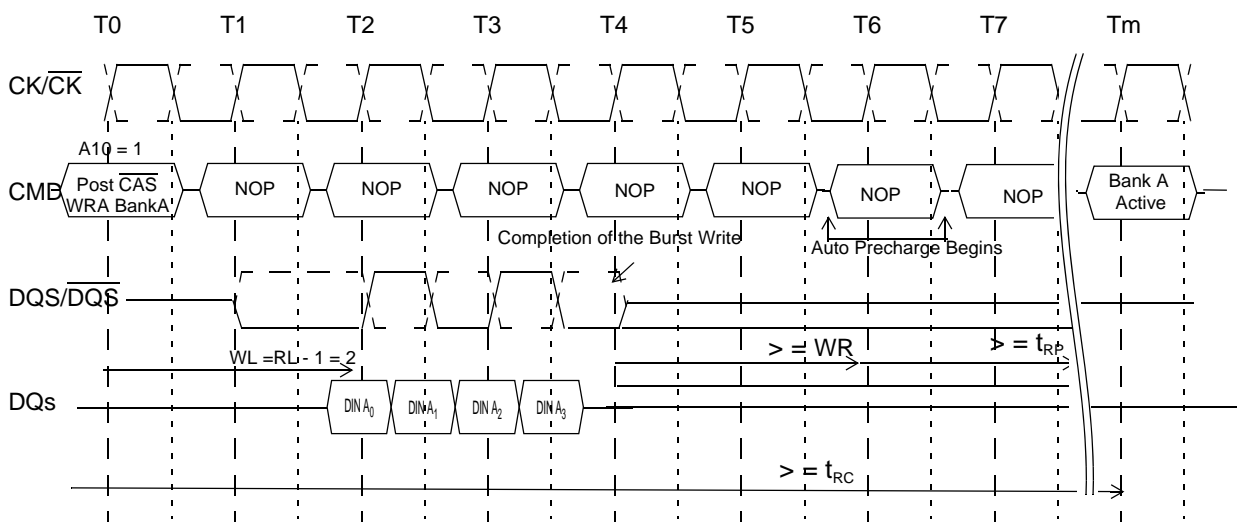 T0 T1 T2 T3 T4 T5 T6 T7 Tm
CK/CK
A10 = 1
CMD
Post CAS
WRA BankA
NOP NOP NOP NOP NOP NOP NOP
Bank A
Active
Completion of the Burst Write
Auto Precharge Begins
DQS/DQS
WL =RL - 1 = 2
> = WR
> = tRP
DQs
DIN A0 DIN A1 DIN A2 DIN A3
> = tRC